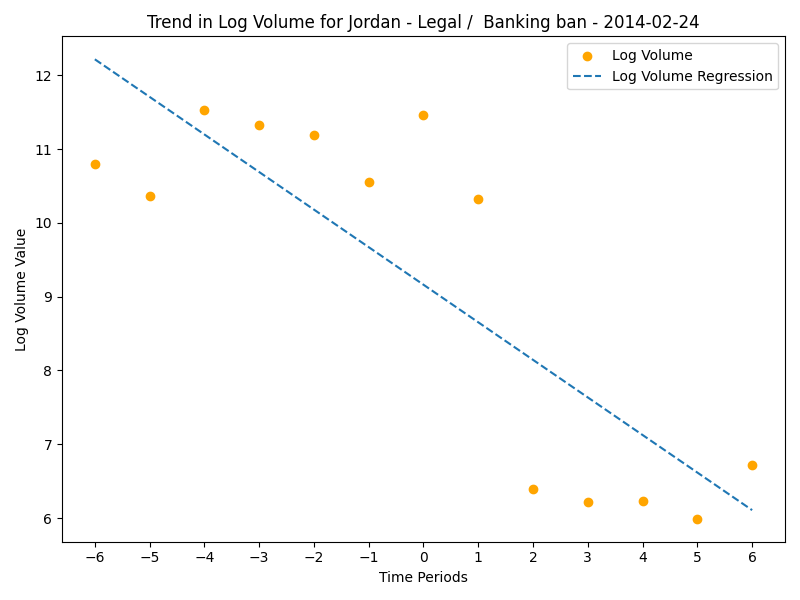 Trend in Log Volume for Jordan - Legal /  Banking ban - 2014-02-24
Log Volume
Log Volume Regression
Log Volume Value
12
11
10
9
8
7
6
−6 −5 −4 −3 −2 −1 0 1 2 3 4 5 6
Time Periods